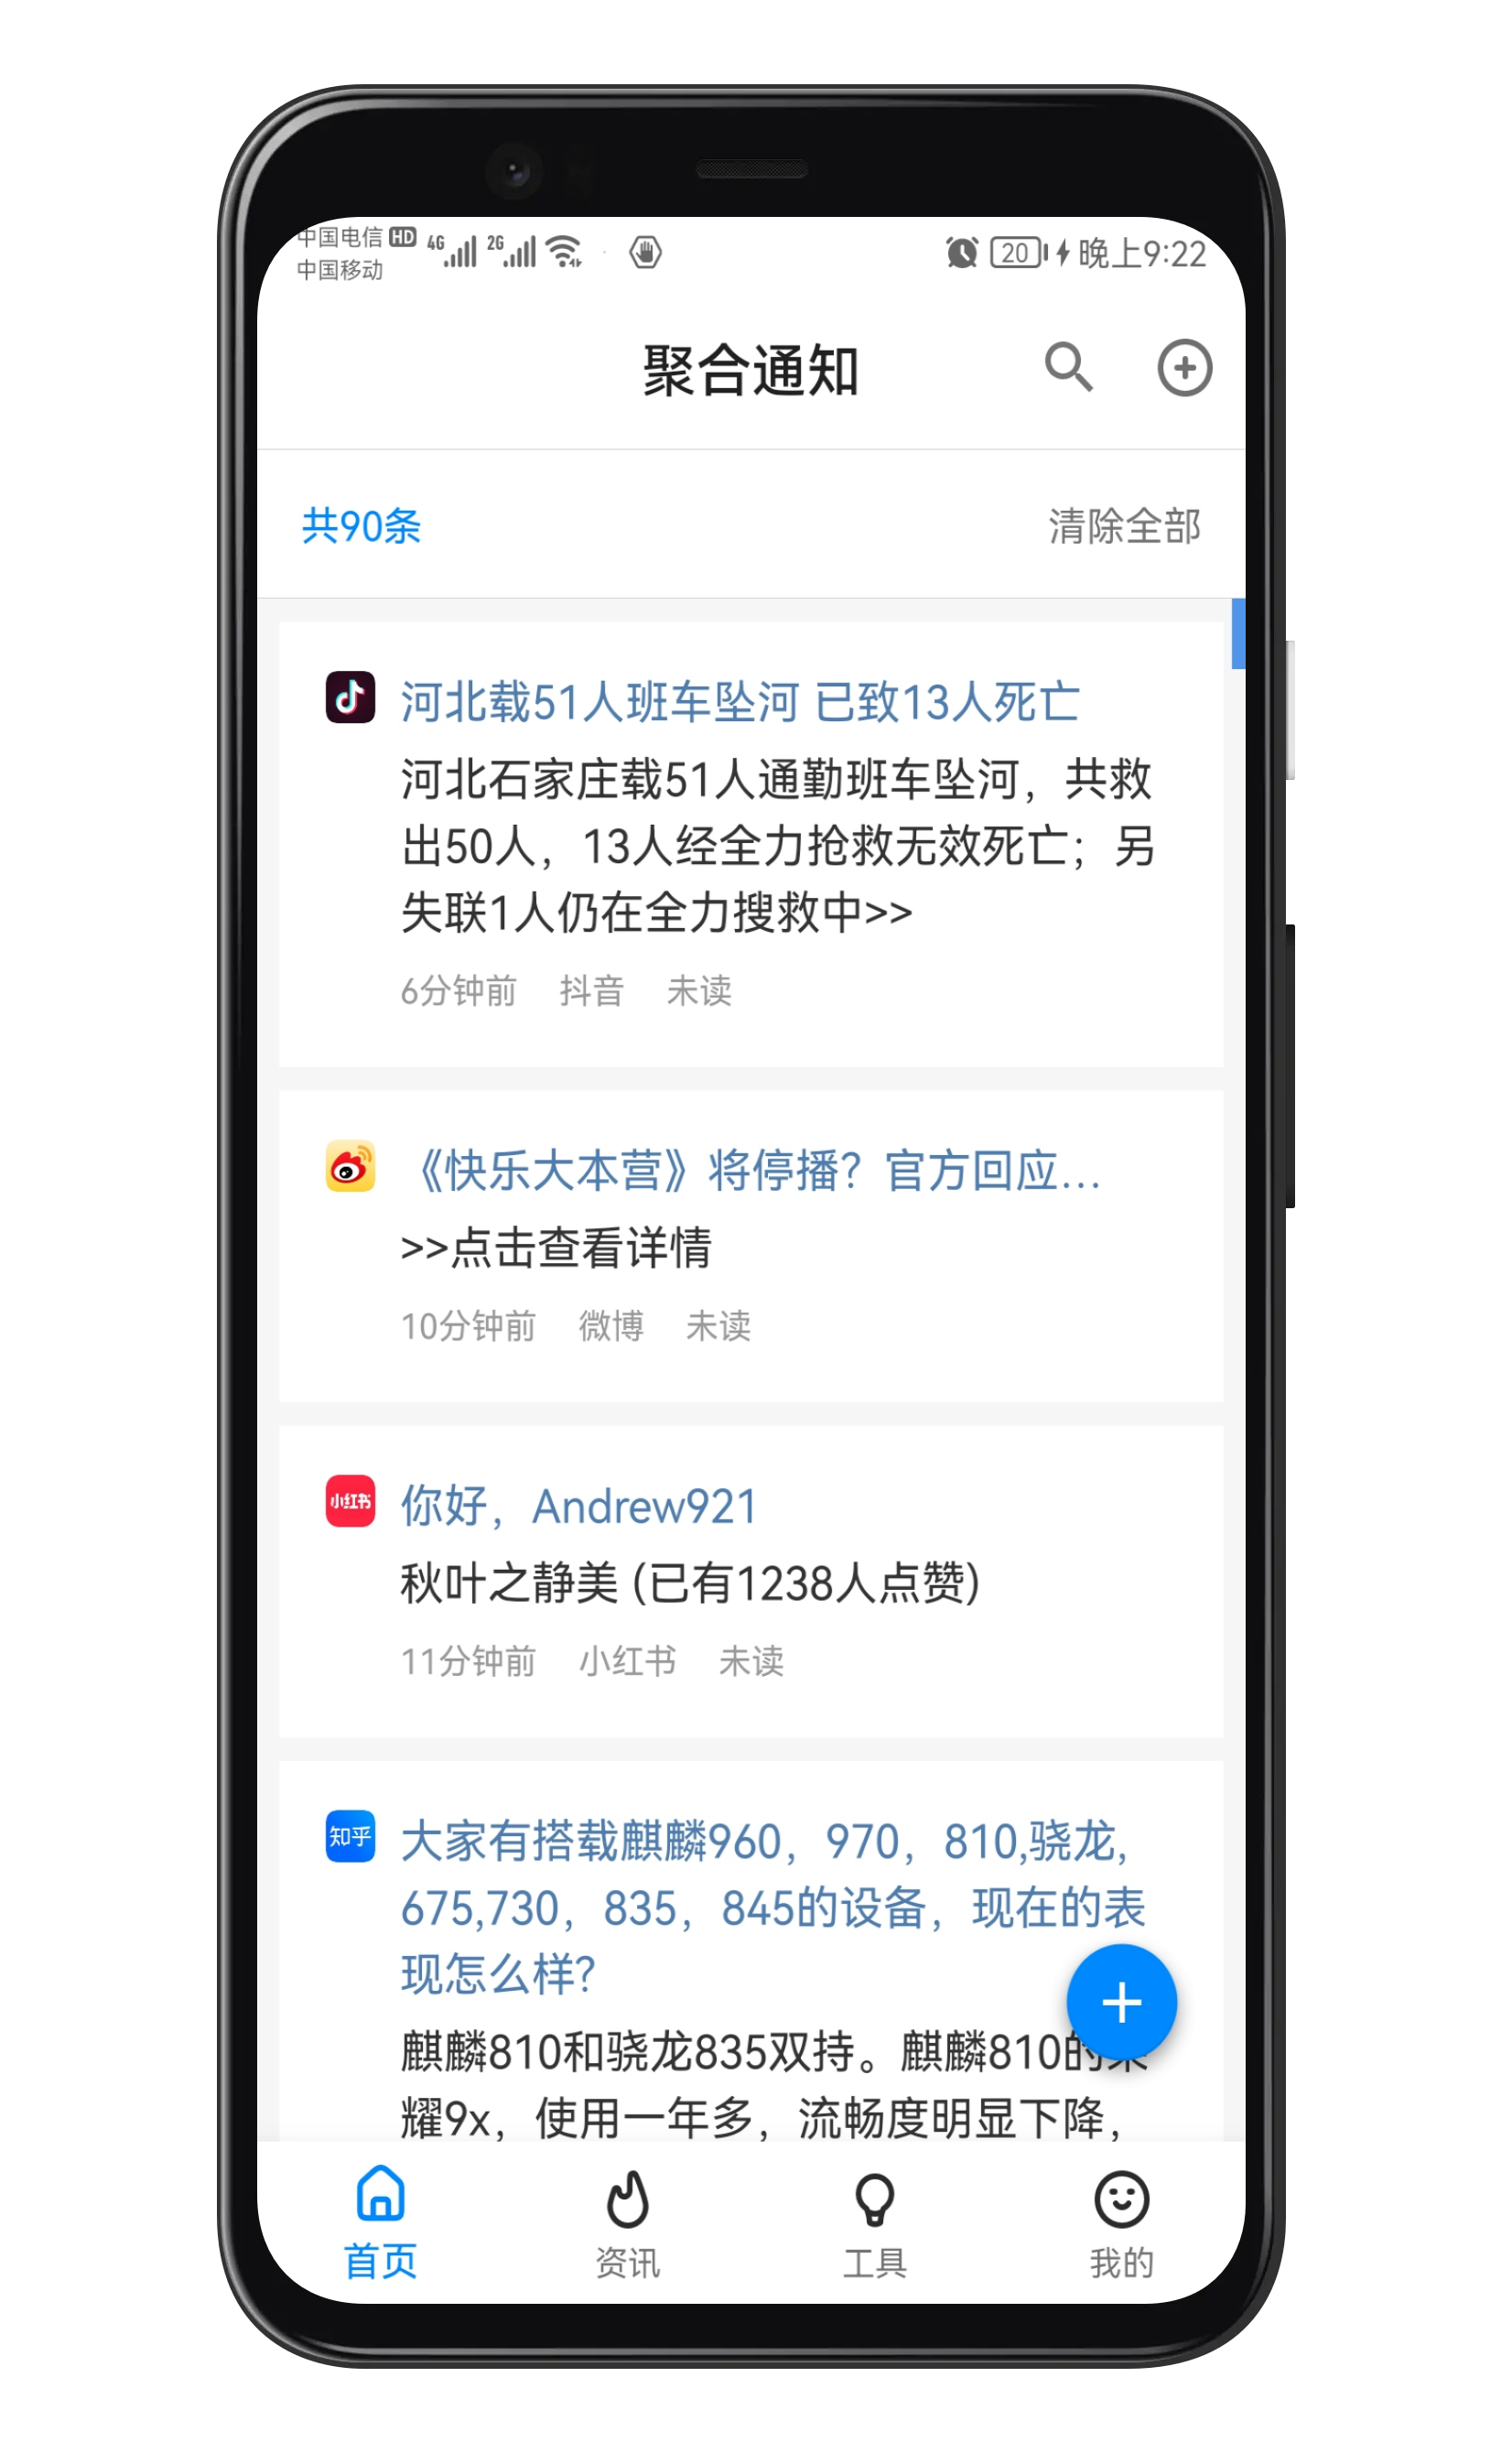 中国电信 HD 4G 2G
中国移动
20 晚上9:22
聚合通知
共90条 清除全部
河北载51人班车坠河 已致13人死亡
河北石家庄载51人通勤班车坠河，共救
出50人，13人经全力抢救无效死亡；另
失联1人仍在全力搜救中>>
6分钟前 抖音 未读
《快乐大本营》将停播？官方回应...
>>点击查看详情
10分钟前 微博 未读
小红书 你好，Andrew921
秋叶之静美 (已有1238人点赞)
11分钟前 小红书 未读
知乎 大家有搭载麒麟960，970，810,骁龙,
675,730，835，845的设备，现在的表
现怎么样？
麒麟810和骁龙835双持。麒麟810的
耀9x，使用一年多，流畅度明显下降，
首页 资讯 工具 我的